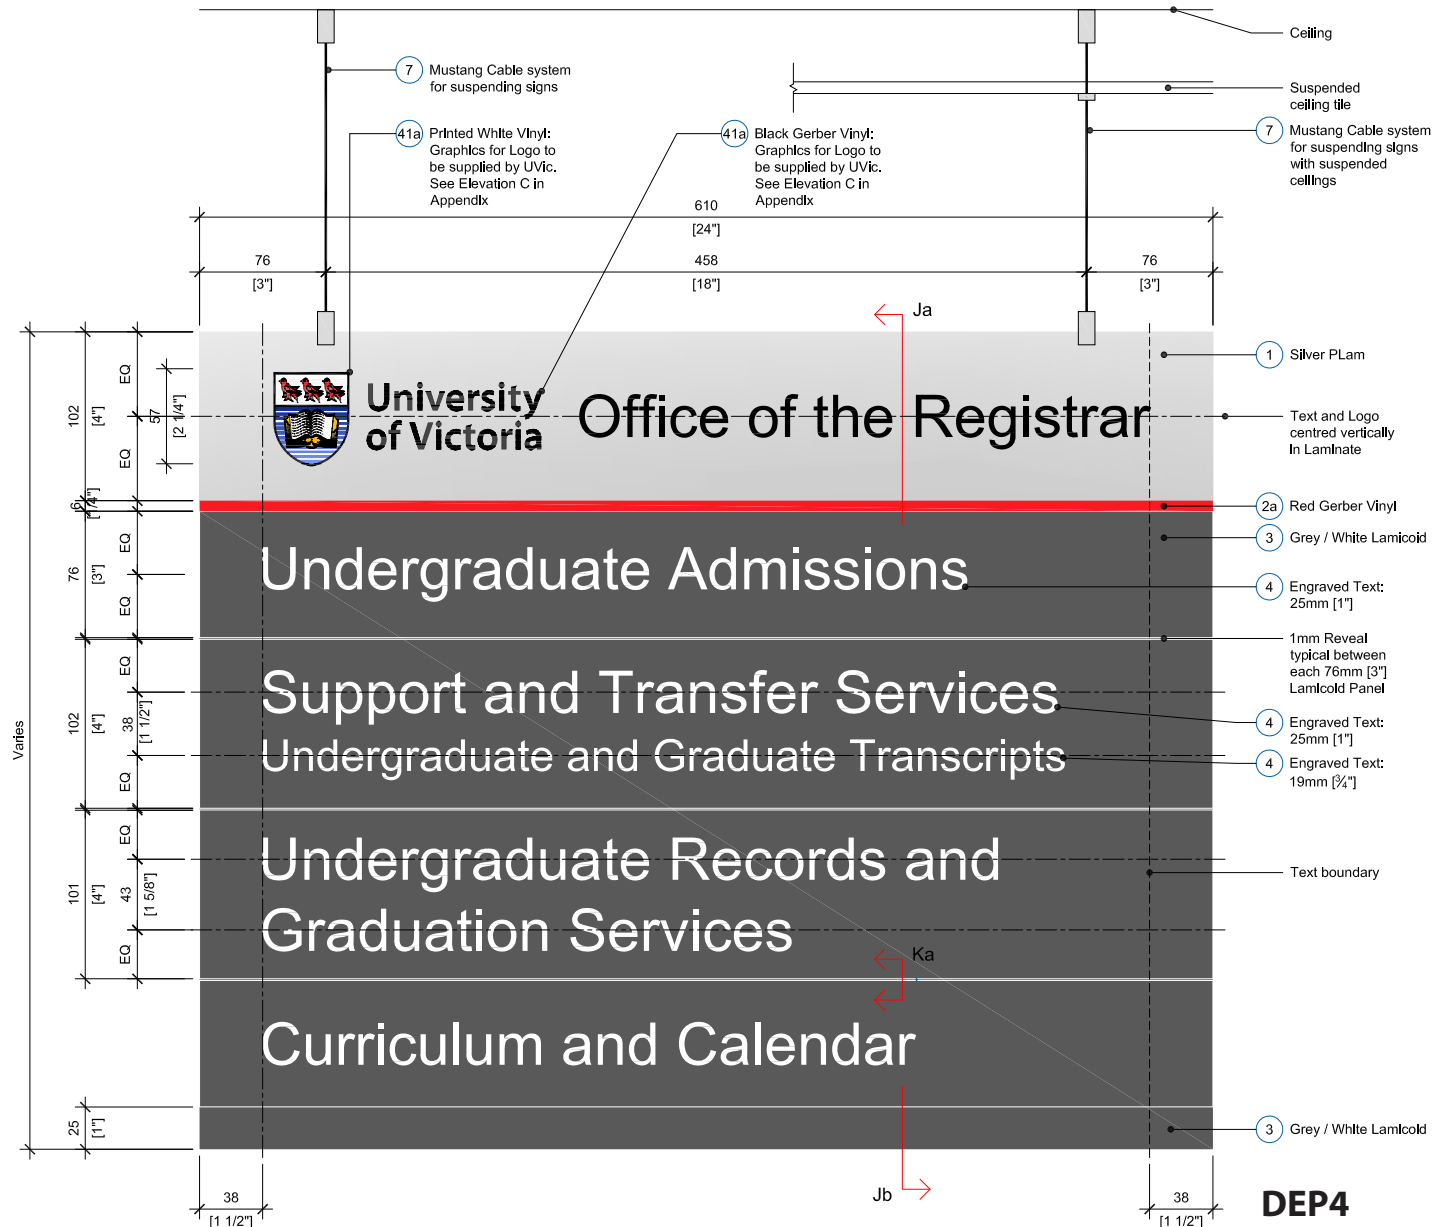 Ceiling
7 Mustang Cable system
for suspending signs
Suspended
ceiling tile
41a Printed White Vinyl:
Graphics for Logo to
be supplied by UVic.
See Elevation C in
Appendix
41a Black Gerber Vinyl:
Graphics for Logo to
be supplied by UVic.
See Elevation C in
Appendix
7 Mustang Cable system
for suspending signs
with suspended
ceilings
610
[24"]
76
[3"]
458
[18"]
76
[3"]
Ja
1 Silver PLam
EQ
102
[4"]
57
[2 1/4"]
EQ
University
of Victoria
Office of the Registrar
Text and Logo
centred vertically
in Laminate
6
[1/4"]
2a Red Gerber Vinyl
3 Grey / White Lamicoid
EQ
76
[3"]
EQ
Undergraduate Admissions
4 Engraved Text:
25mm [1"]
1mm Reveal
typical between
each 76mm [3"]
Lamicoid Panel
EQ
102
[4"]
38
[1 1/2"]
EQ
Support and Transfer Services
Undergraduate and Graduate Transcripts
4 Engraved Text:
25mm [1"]
4 Engraved Text:
19mm [¾"]
Varies
EQ
101
[4"]
43
[1 5/8"]
EQ
Undergraduate Records and
Graduation Services
Text boundary
Ka
Curriculum and Calendar
25
[1"]
3 Grey / White Lamicoid
38
[1 1/2"]
Jb
38
[1 1/2"]
DEP4